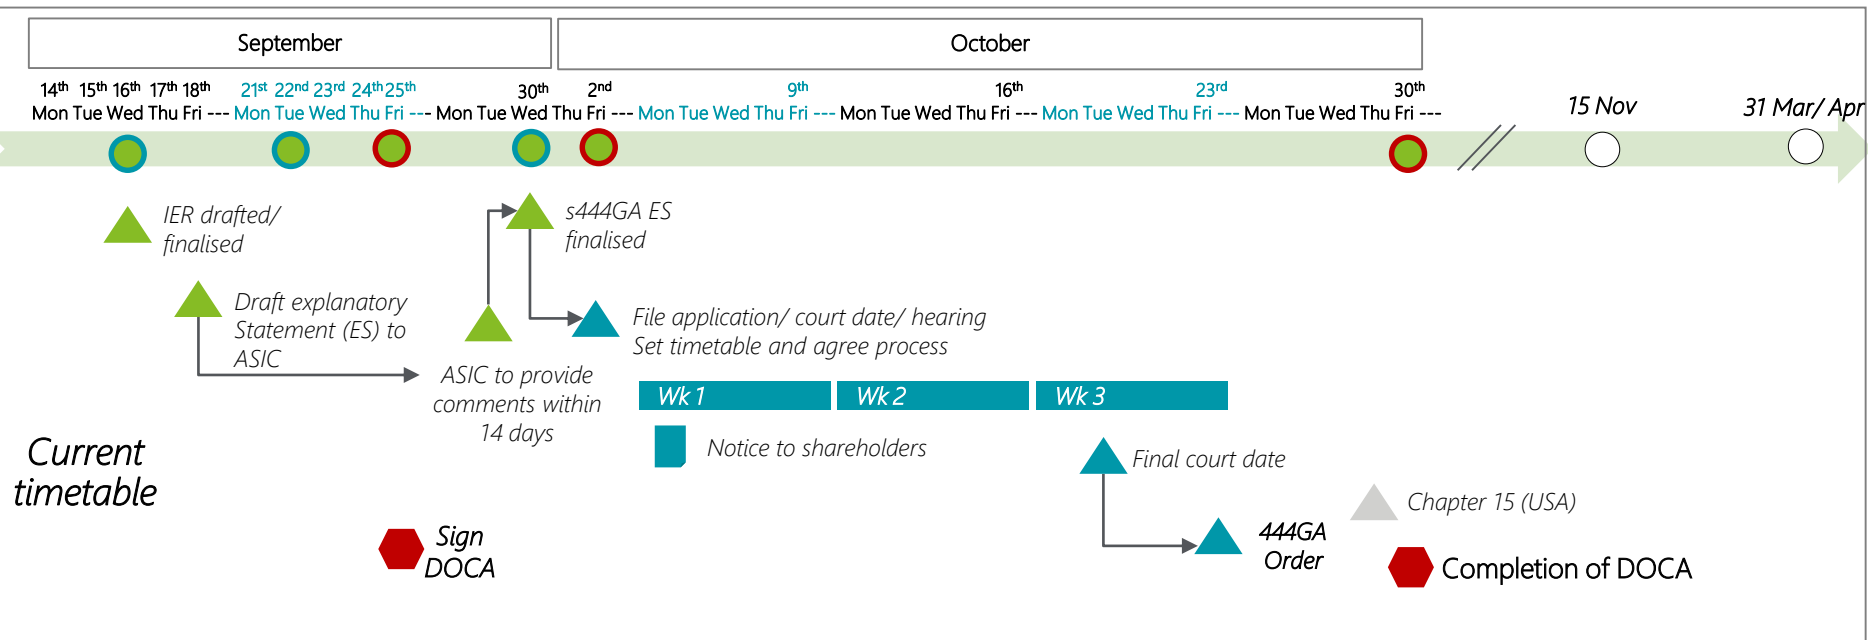 September
October
14th 15th 16th 17th 18th 21st 22nd 23rd 24th 25th 30th 2nd 9th 16th 23rd 30th
Mon Tue Wed Thu Fri --- Mon Tue Wed Thu Fri --- Mon Tue Wed Thu Fri --- Mon Tue Wed Thu Fri --- Mon Tue Wed Thu Fri --- Mon Tue Wed Thu Fri --- Mon Tue Wed Thu Fri ---
15 Nov
31 Mar/ Apr
IER drafted/
finalised
s444GA ES
finalised
Draft explanatory
Statement (ES) to
ASIC
File application/ court date/ hearing
Set timetable and agree process
ASIC to provide
comments within
14 days
Wk 1
Wk 2
Wk 3
Notice to shareholders
Current
timetable
Final court date
Chapter 15 (USA)
Sign
DOCA
444GA
Order
Completion of DOCA